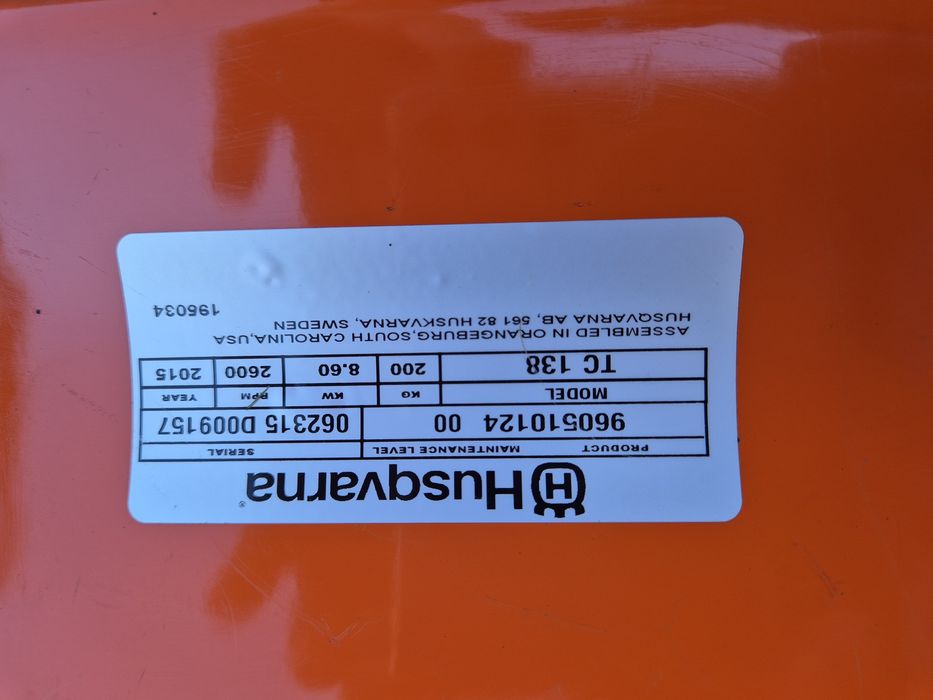 Husqvarna®
PRODUCT MAINTENANCE LEVEL SERIAL
960510124 00 062315 D009157
MODEL KG KW RPM YEAR
TC 138 200 8.60 2600 2015
ASSEMBLED IN ORANGEBURG,SOUTH CAROLINA,USA
HUSQVARNA AB, 561 82 HUSKVARNA, SWEDEN
195034